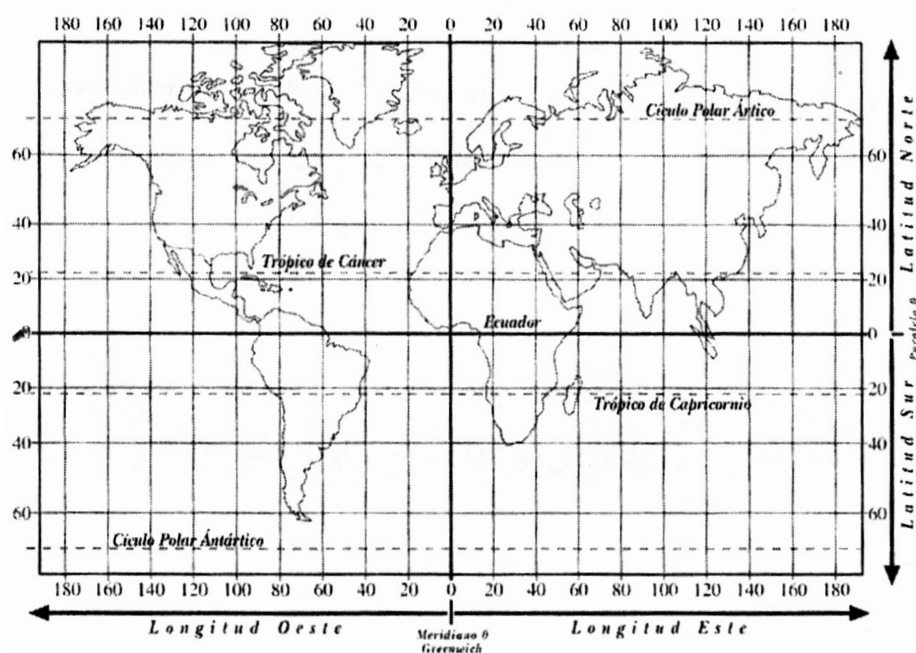 180 160 140 120 100 80 60 40 20 0 20 40 60 80 100 120 140 160 180
Cículo Polar Ártico
60 60
40 40
Trópico de Cáncer
20 20
Ecuador
0 0
20 20
Trópico de Capricornio
40 40
60 60
Cículo Polar Ántártico
180 160 140 120 100 80 60 40 20 0 20 40 60 80 100 120 140 160 180
Latitud Norte
Latitud Sur
Longitud Oeste
Longitud Este
Meridiano 0
Greenwich